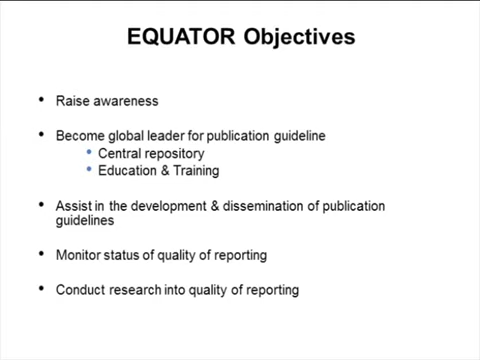 EQUATOR Objectives
• Raise awareness
• Become global leader for publication guideline
• Central repository
• Education & Training
• Assist in the development & dissemination of publication
guidelines
• Monitor status of quality of reporting
• Conduct research into quality of reporting